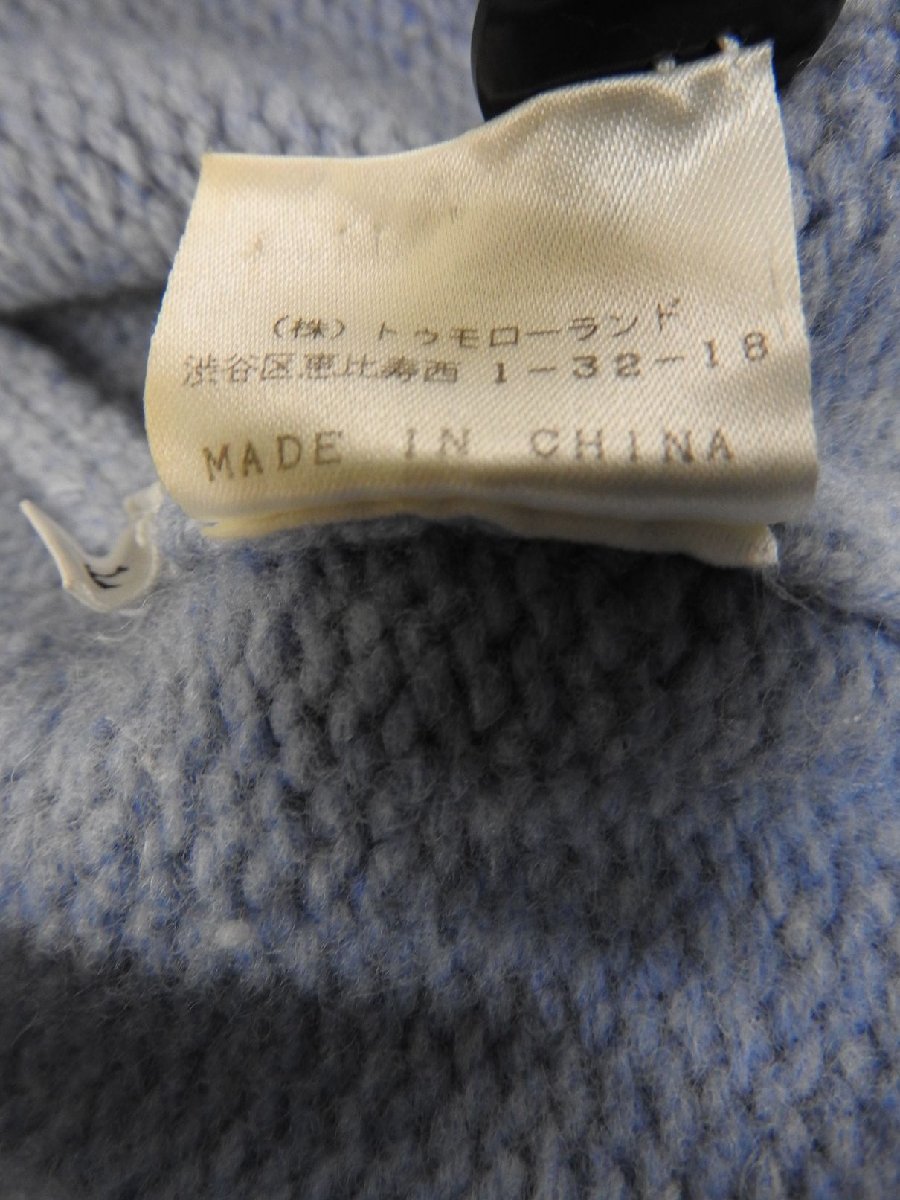 （株）トゥモローランド
渋谷区恵比寿西 1-32-18
MADE IN CHINA